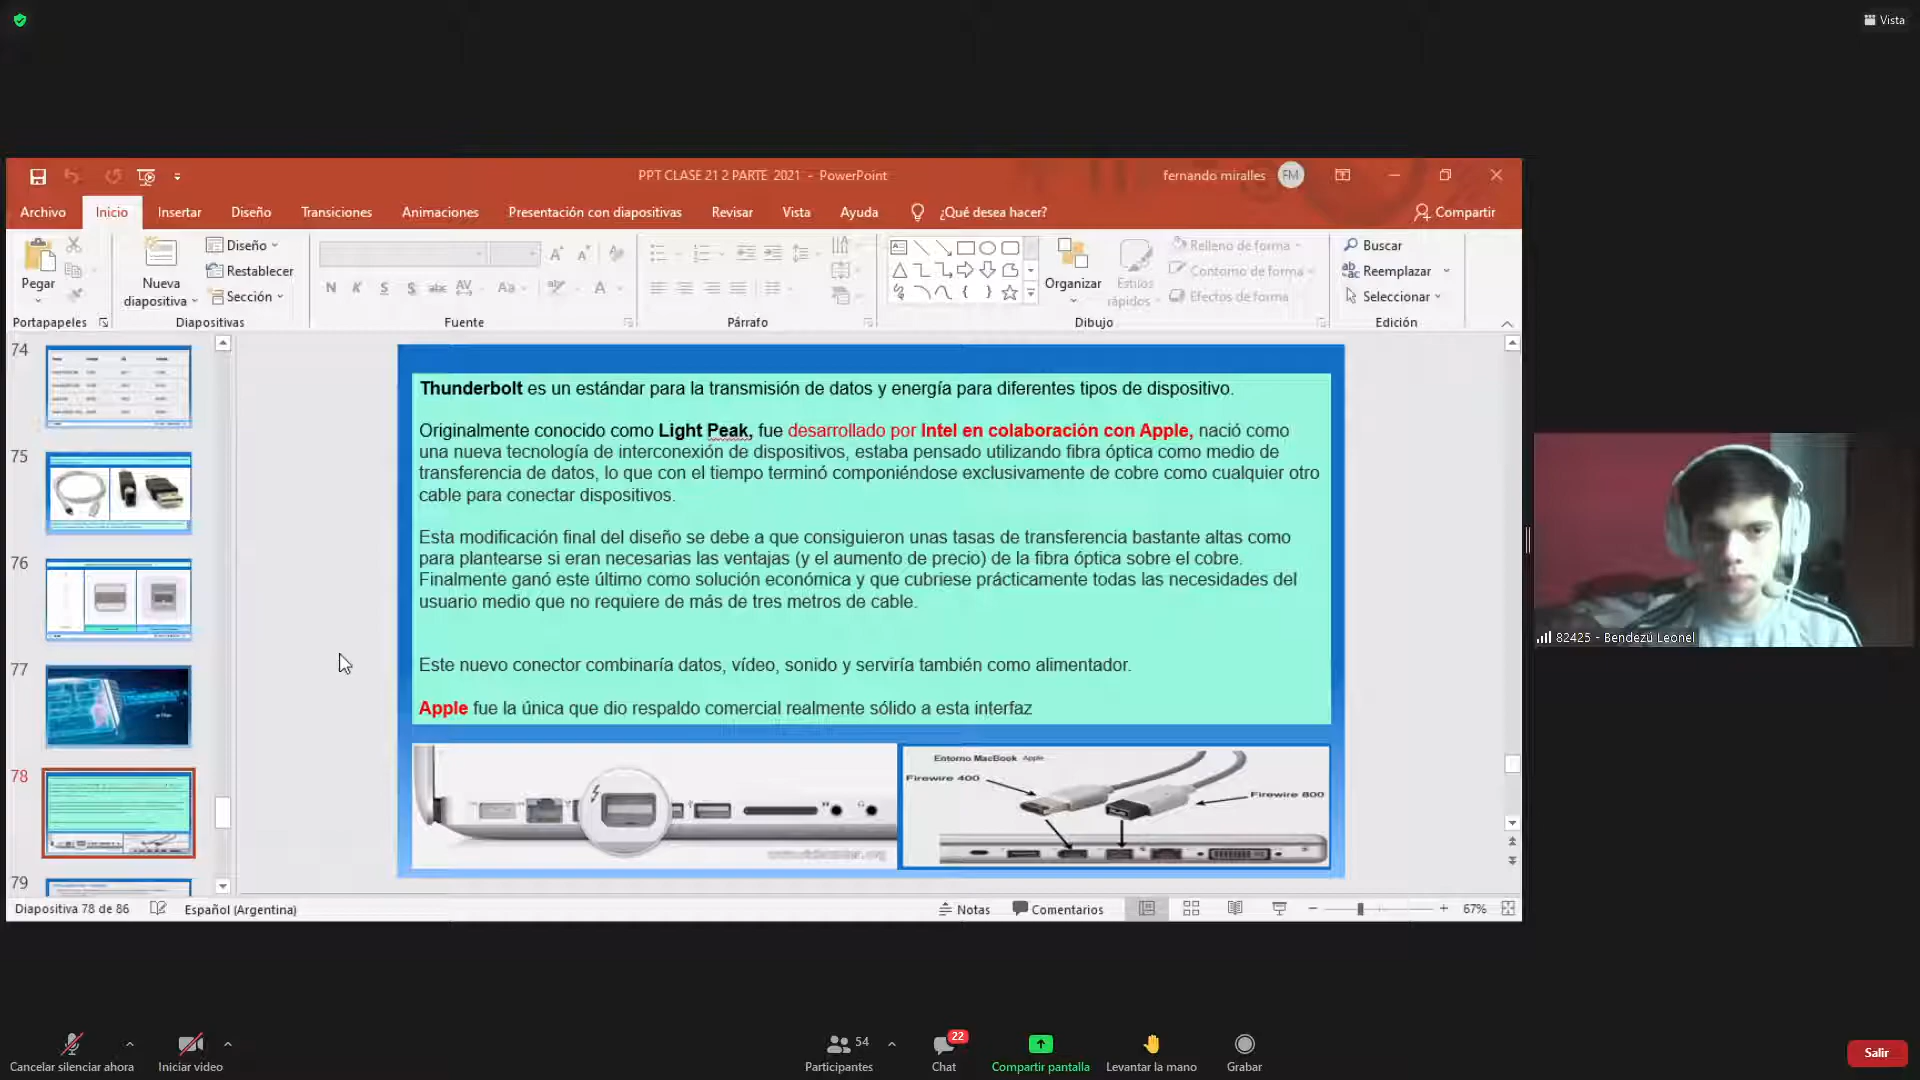 Vista
PPT CLASE 21 2 PARTE 2021 - PowerPoint
fernando miralles
FM
Archivo
Inicio
Insertar
Diseño
Transiciones
Animaciones
Presentación con diapositivas
Revisar
Vista
Ayuda
¿Qué desea hacer?
Compartir
Pegar
Nueva
diapositiva
Diseño
Restablecer
Sección
N K S S abc AV Aa A
Organizar
Estilos
rápidos
Relleno de forma
Contorno de forma
Efectos de forma
Buscar
Reemplazar
Seleccionar
Portapapeles
Diapositivas
Fuente
Párrafo
Dibujo
Edición
74
75
76
77
78
79
Thunderbolt es un estándar para la transmisión de datos y energía para diferentes tipos de dispositivo.
Originalmente conocido como Light Peak, fue desarrollado por Intel en colaboración con Apple, nació como
una nueva tecnología de interconexión de dispositivos, estaba pensado utilizando fibra óptica como medio de
transferencia de datos, lo que con el tiempo terminó componiéndose exclusivamente de cobre como cualquier otro
cable para conectar dispositivos.
Esta modificación final del diseño se debe a que consiguieron unas tasas de transferencia bastante altas como
para plantearse si eran necesarias las ventajas (y el aumento de precio) de la fibra óptica sobre el cobre.
Finalmente ganó este último como solución económica y que cubriese prácticamente todas las necesidades del
usuario medio que no requiere de más de tres metros de cable.
Este nuevo conector combinaría datos, vídeo, sonido y serviría también como alimentador.
Apple fue la única que dio respaldo comercial realmente sólido a esta interfaz
Entorno MacBook Apple
Firewire 400
Firewire 800
82425 - Bendezú Leonel
Diapositiva 78 de 86
Español (Argentina)
Notas
Comentarios
67%
Cancelar silenciar ahora
Iniciar video
54
Participantes
22
Chat
Compartir pantalla
Levantar la mano
Grabar
Salir